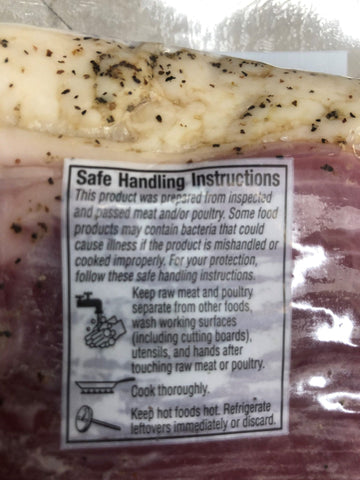 Safe Handling Instructions
This product was prepared from inspected
and passed meat and/or poultry. Some food
products may contain bacteria that could
cause illness if the product is mishandled or
cooked improperly. For your protection,
follow these safe handling instructions.
Keep raw meat and poultry
separate from other foods,
wash working surfaces
(including cutting boards),
utensils, and hands after
touching raw meat or poultry.
Cook thoroughly.
Keep hot foods hot. Refrigerate
leftovers immediately or discard.